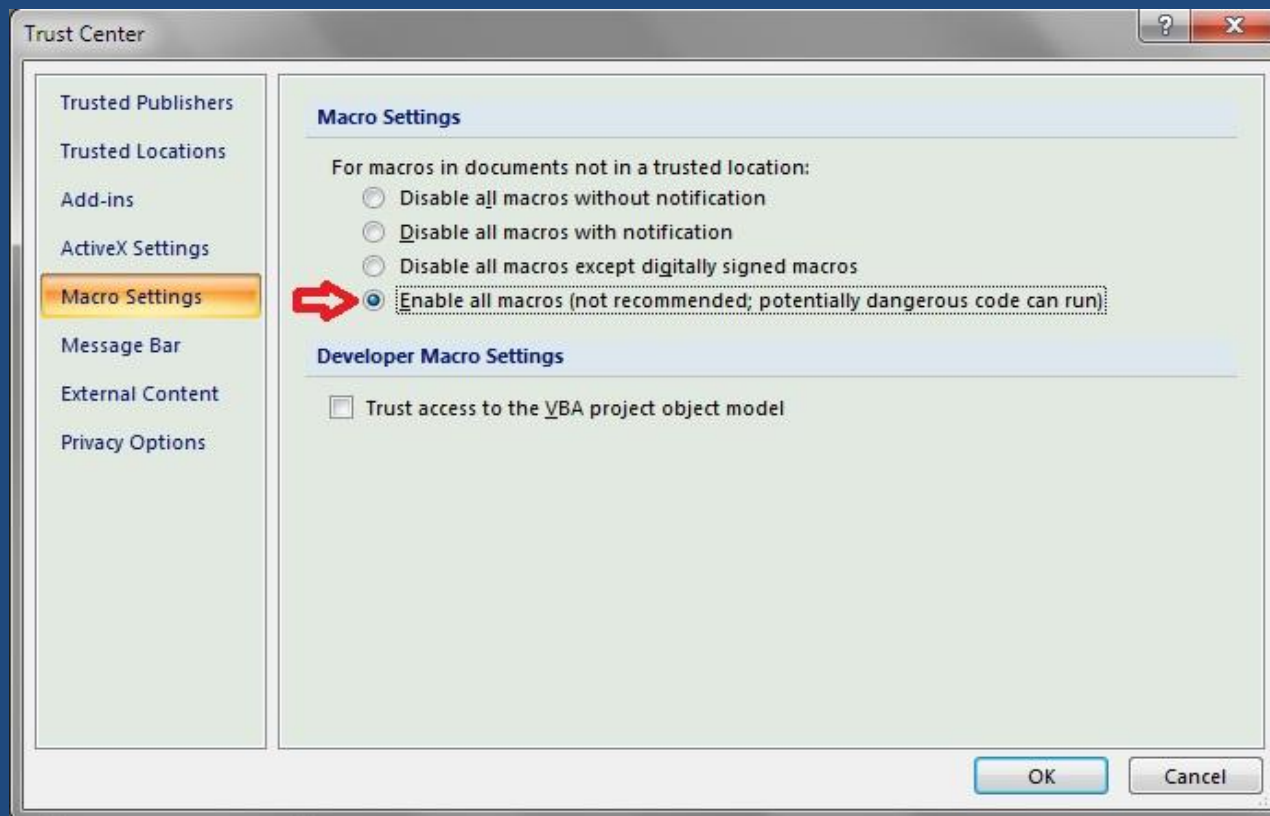 Trust Center
Trusted Publishers
Trusted Locations
Add-ins
ActiveX Settings
Macro Settings
Message Bar
External Content
Privacy Options
Macro Settings
For macros in documents not in a trusted location:
Disable all macros without notification
Disable all macros with notification
Disable all macros except digitally signed macros
Enable all macros (not recommended; potentially dangerous code can run)
Developer Macro Settings
Trust access to the VBA project object model
OK
Cancel